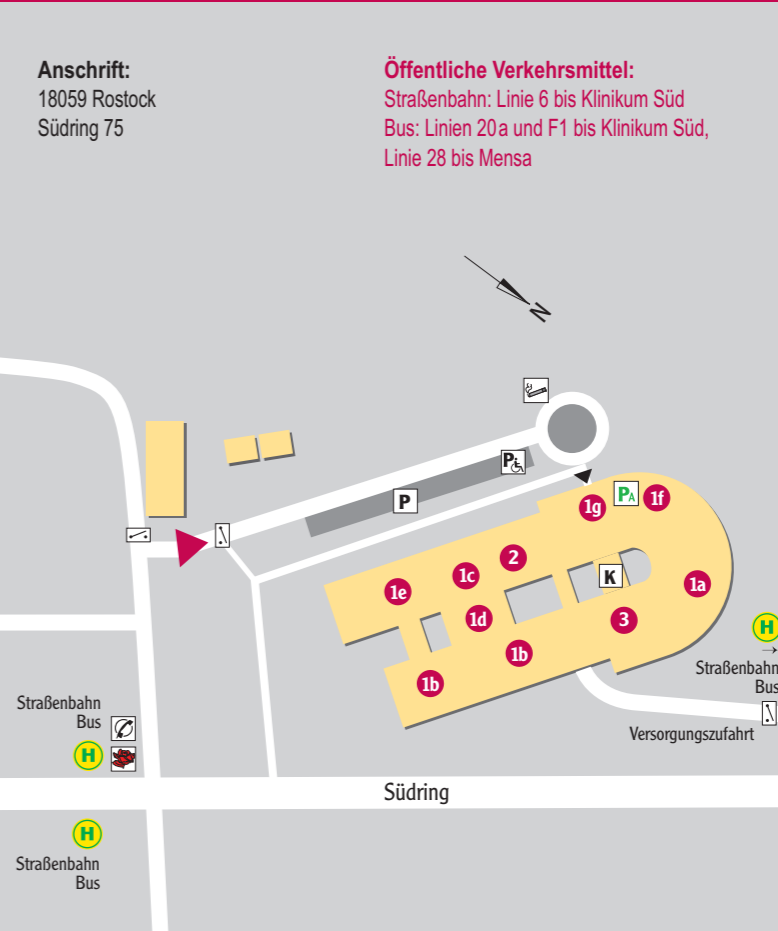 Anschrift:
18059 Rostock
Südring 75
Öffentliche Verkehrsmittel:
Straßenbahn: Linie 6 bis Klinikum Süd
Bus: Linien 20a und F1 bis Klinikum Süd,
Linie 28 bis Mensa
N
P
P
PA
1g
1f
2
1c
1e
K
1a
1d
3
1b
1b
H
→
Straßenbahn
Bus
Versorgungszufahrt
Straßenbahn
Bus
H
Südring
H
Straßenbahn
Bus